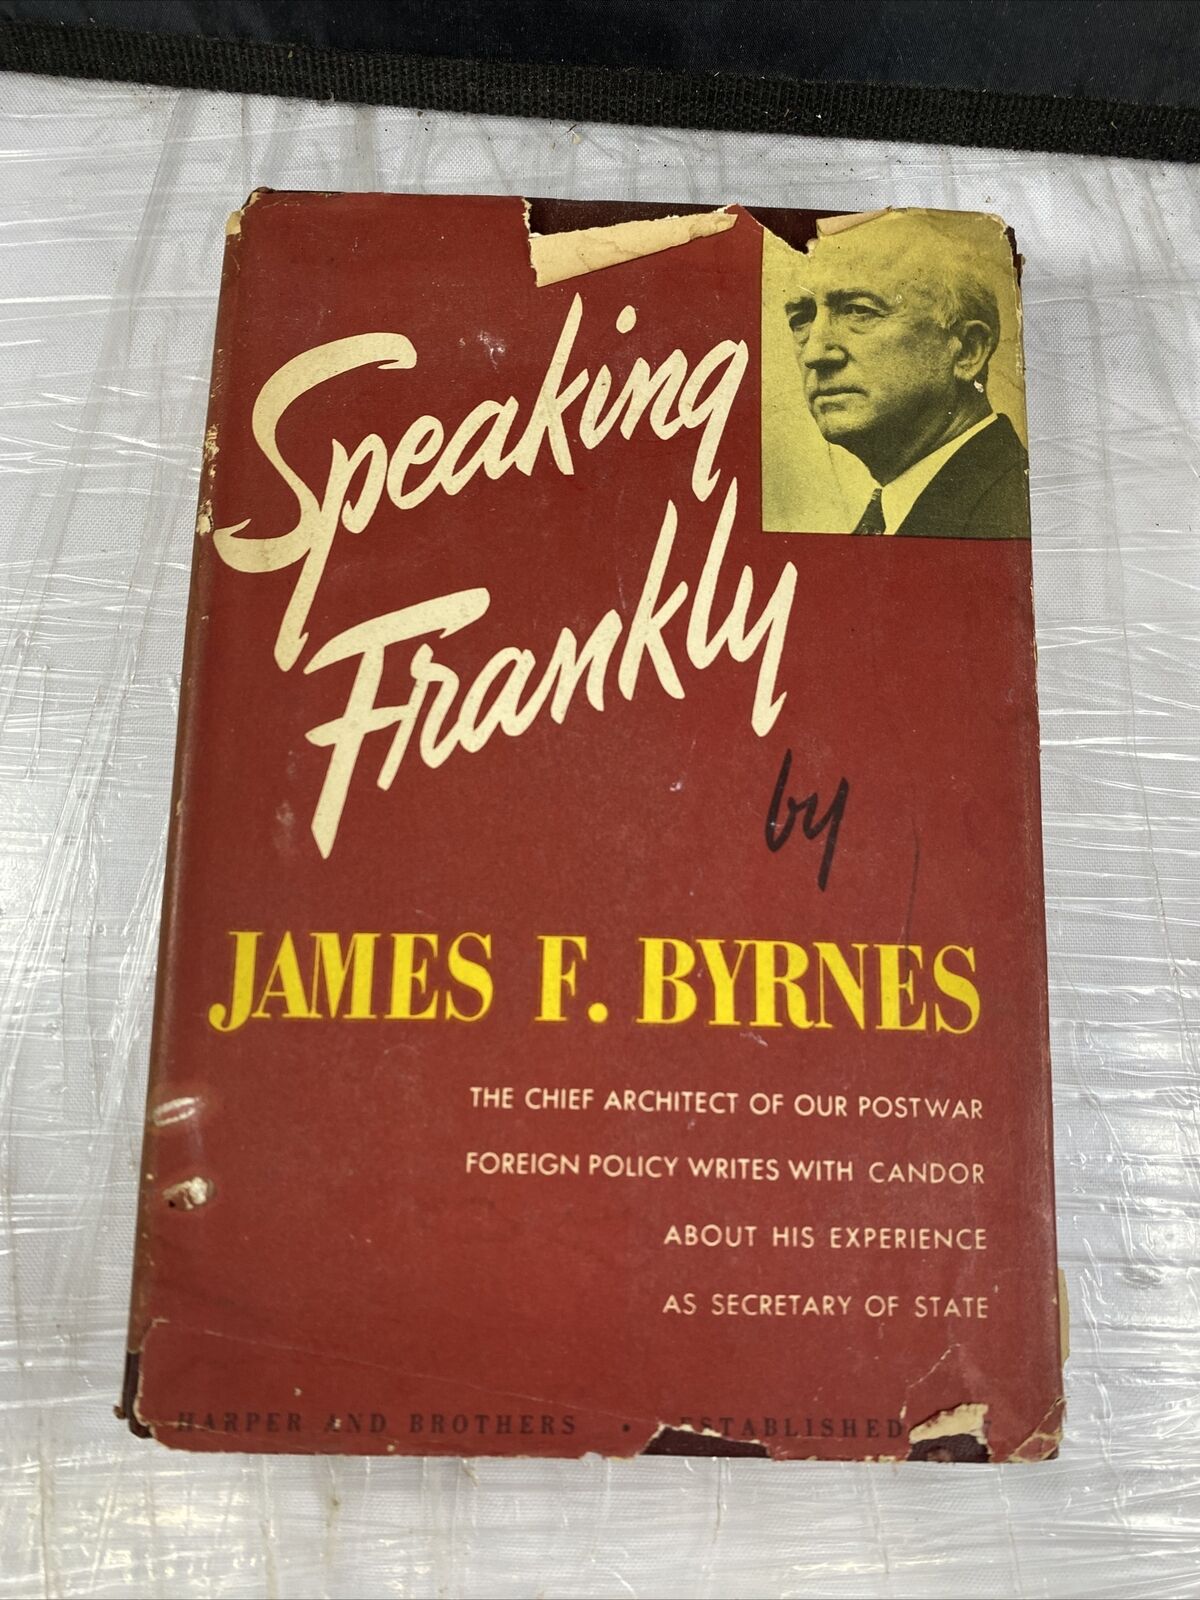 Speaking
Frankly
by
JAMES F. BYRNES
THE CHIEF ARCHITECT OF OUR POSTWAR
FOREIGN POLICY WRITES WITH CANDOR
ABOUT HIS EXPERIENCE
AS SECRETARY OF STATE
HARPER AND BROTHERS • ESTABLISHED